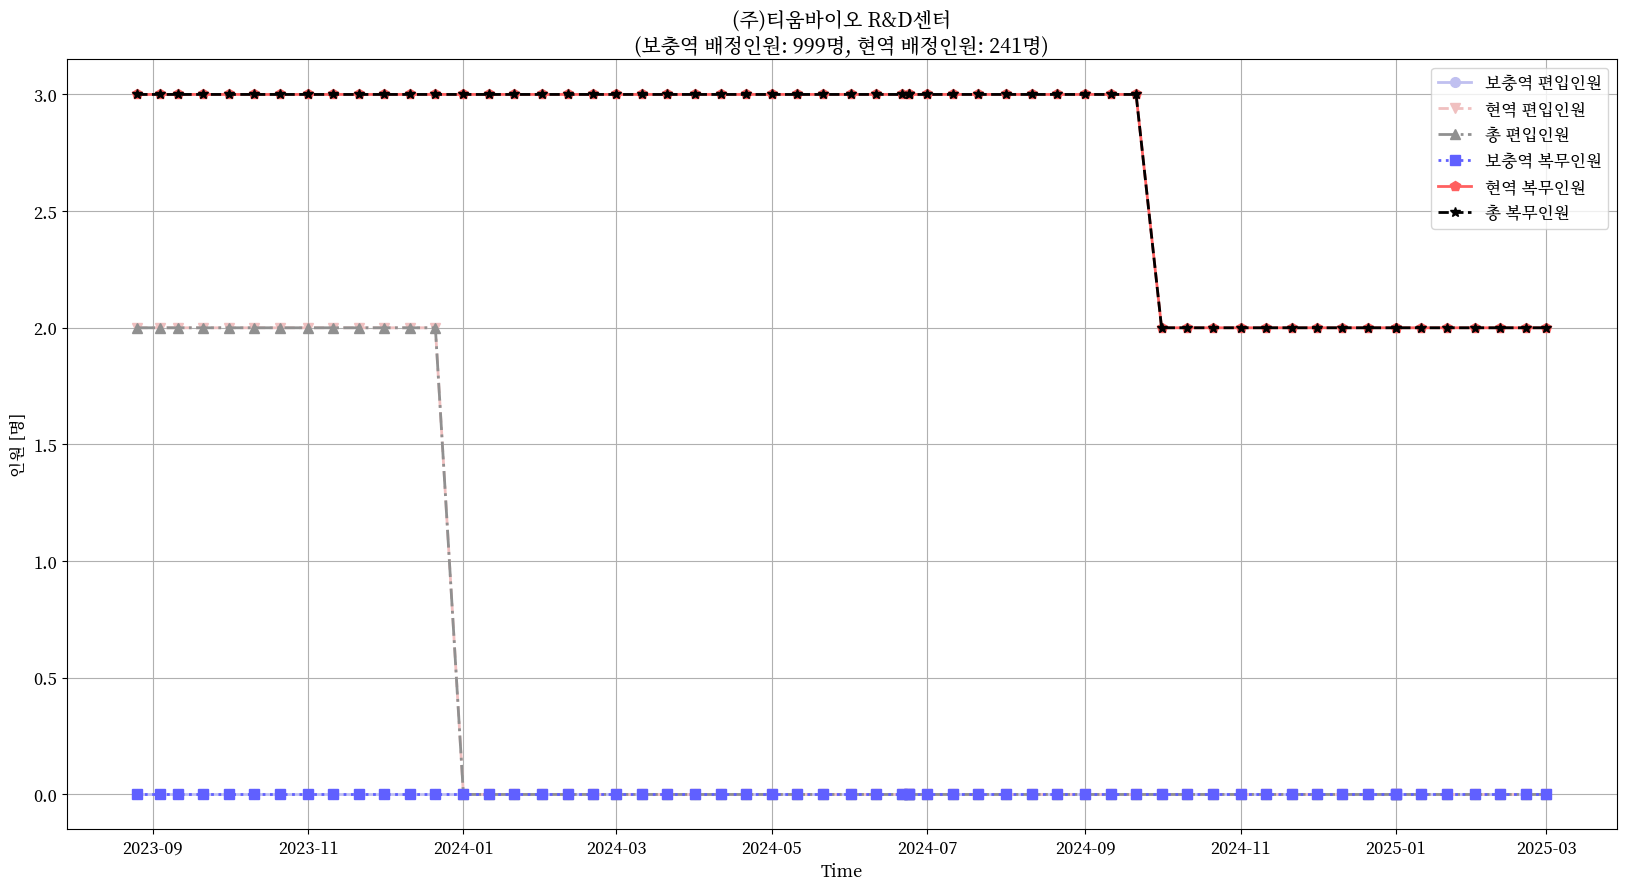 (주)티움바이오 R&D센터
(보충역 배정인원: 999명, 현역 배정인원: 241명)
보충역 편입인원
현역 편입인원
총 편입인원
보충역 복무인원
현역 복무인원
총 복무인원
인원 [명]
3.0
2.5
2.0
1.5
1.0
0.5
0.0
2023-09 2023-11 2024-01 2024-03 2024-05 2024-07 2024-09 2024-11 2025-01 2025-03
Time